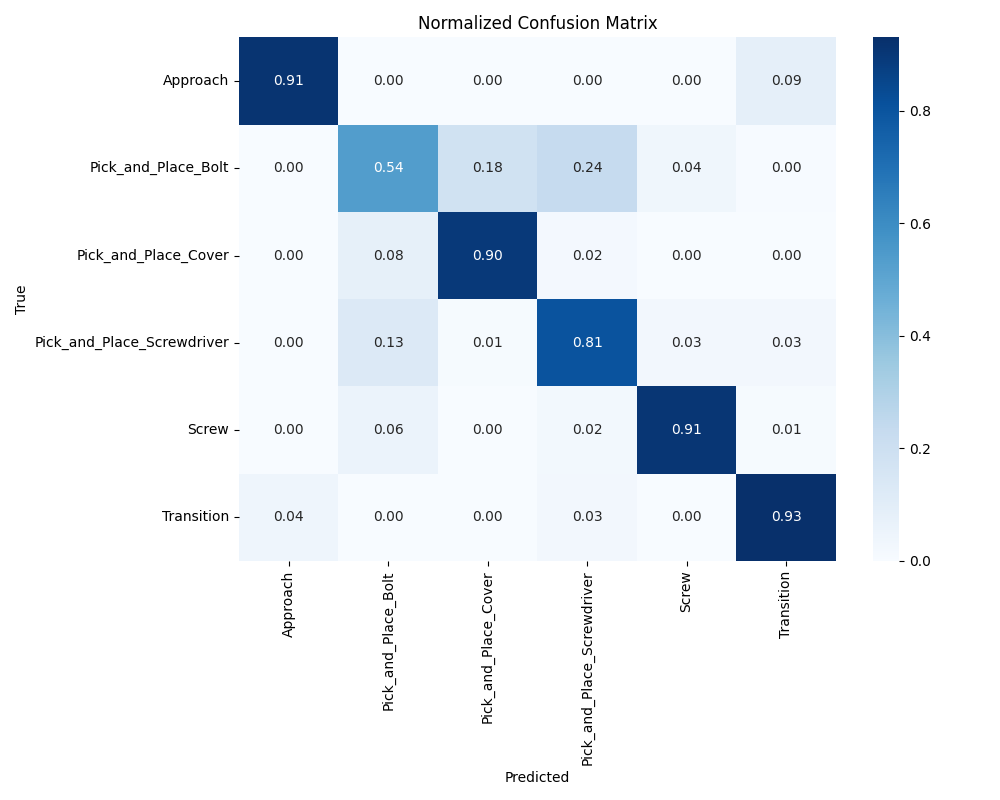 Normalized Confusion Matrix
Approach 0.91 0.00 0.00 0.00 0.00 0.09
Pick_and_Place_Bolt 0.00 0.54 0.18 0.24 0.04 0.00
Pick_and_Place_Cover 0.00 0.08 0.90 0.02 0.00 0.00
Pick_and_Place_Screwdriver 0.00 0.13 0.01 0.81 0.03 0.03
Screw 0.00 0.06 0.00 0.02 0.91 0.01
Transition 0.04 0.00 0.00 0.03 0.00 0.93
True
Approach
Pick_and_Place_Bolt
Pick_and_Place_Cover
Pick_and_Place_Screwdriver
Screw
Transition
Predicted
0.8
0.6
0.4
0.2
0.0